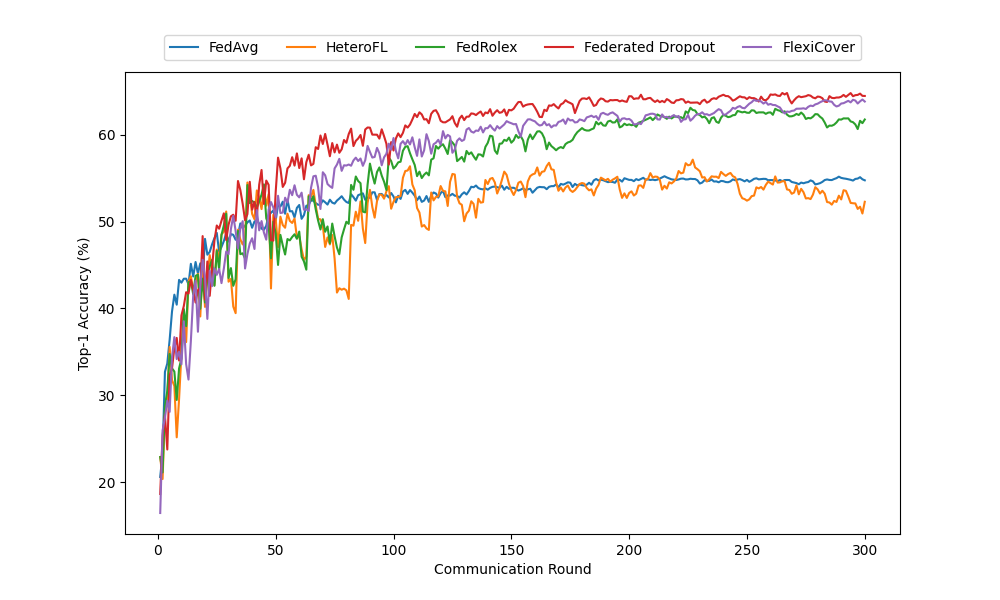 FedAvg HeteroFL FedRolex Federated Dropout FlexiCover
Top-1 Accuracy (%)
60
50
40
30
20
0 50 100 150 200 250 300
Communication Round